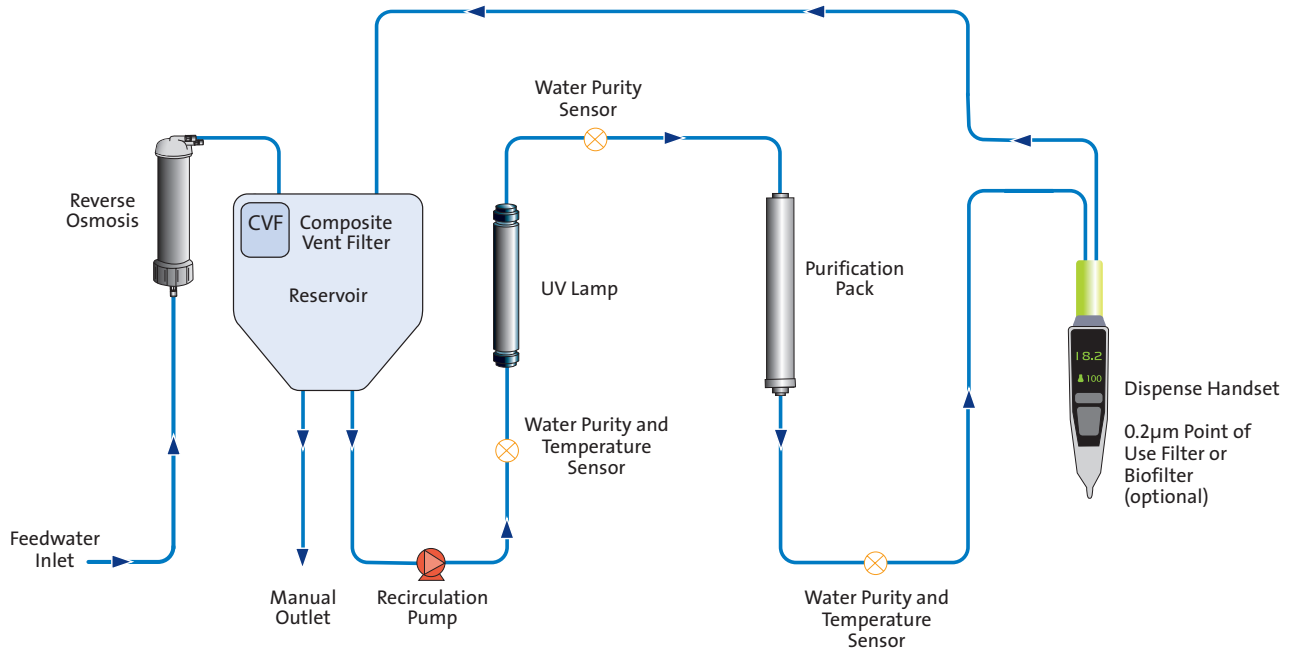 Water Purity
Sensor
Reverse
Osmosis
CVF
Composite
Vent Filter
Reservoir
UV Lamp
Purification
Pack
18.2
100
Dispense Handset
0.2µm Point of
Use Filter or
Biofilter
(optional)
Water Purity and
Temperature
Sensor
Feedwater
Inlet
Manual
Outlet
Recirculation
Pump
Water Purity and
Temperature
Sensor